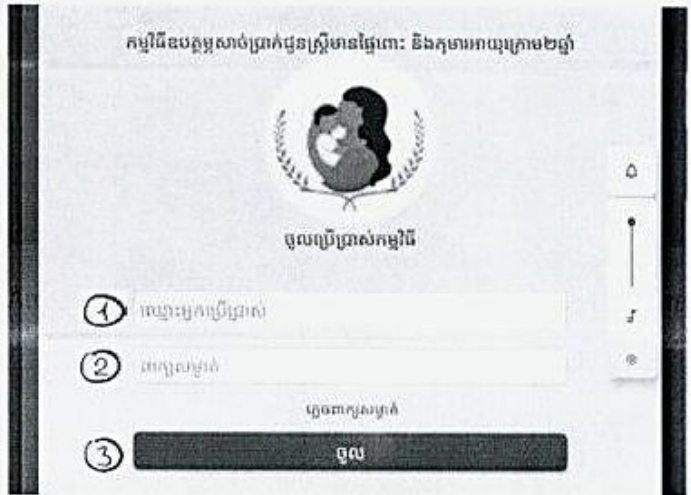 កម្មវិធីឧបត្ថម្ភសាច់ប្រាក់ជូនស្ត្រីមានផ្ទៃពោះ និងកុមារអាយុក្រោម២ឆ្នាំ
ចូលប្រើប្រាស់កម្មវិធី
1 ឈ្មោះអ្នកប្រើប្រាស់
2 ពាក្យសម្ងាត់
ភ្លេចពាក្យសម្ងាត់
3 ចូល